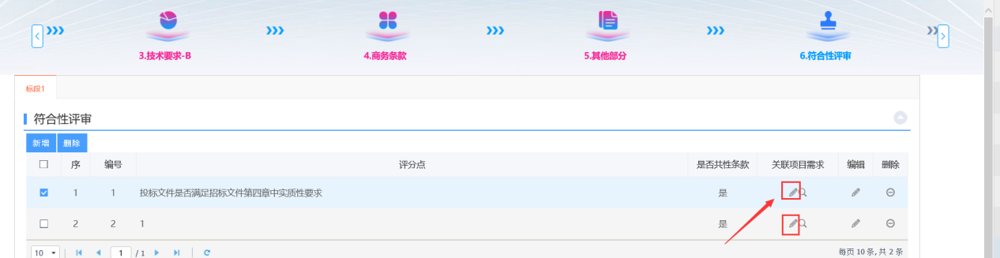 3.技术要求-B
4.商务条款
5.其他部分
6.符合性评审
标段1
符合性评审
新增 删除
序 编号 评分点 是否共性条款 关联项目需求 编辑 删除
1 1 投标文件是否满足招标文件第四章中实质性要求 是
2 2 1 是
10 1 /1 每页 10 条, 共 2 条